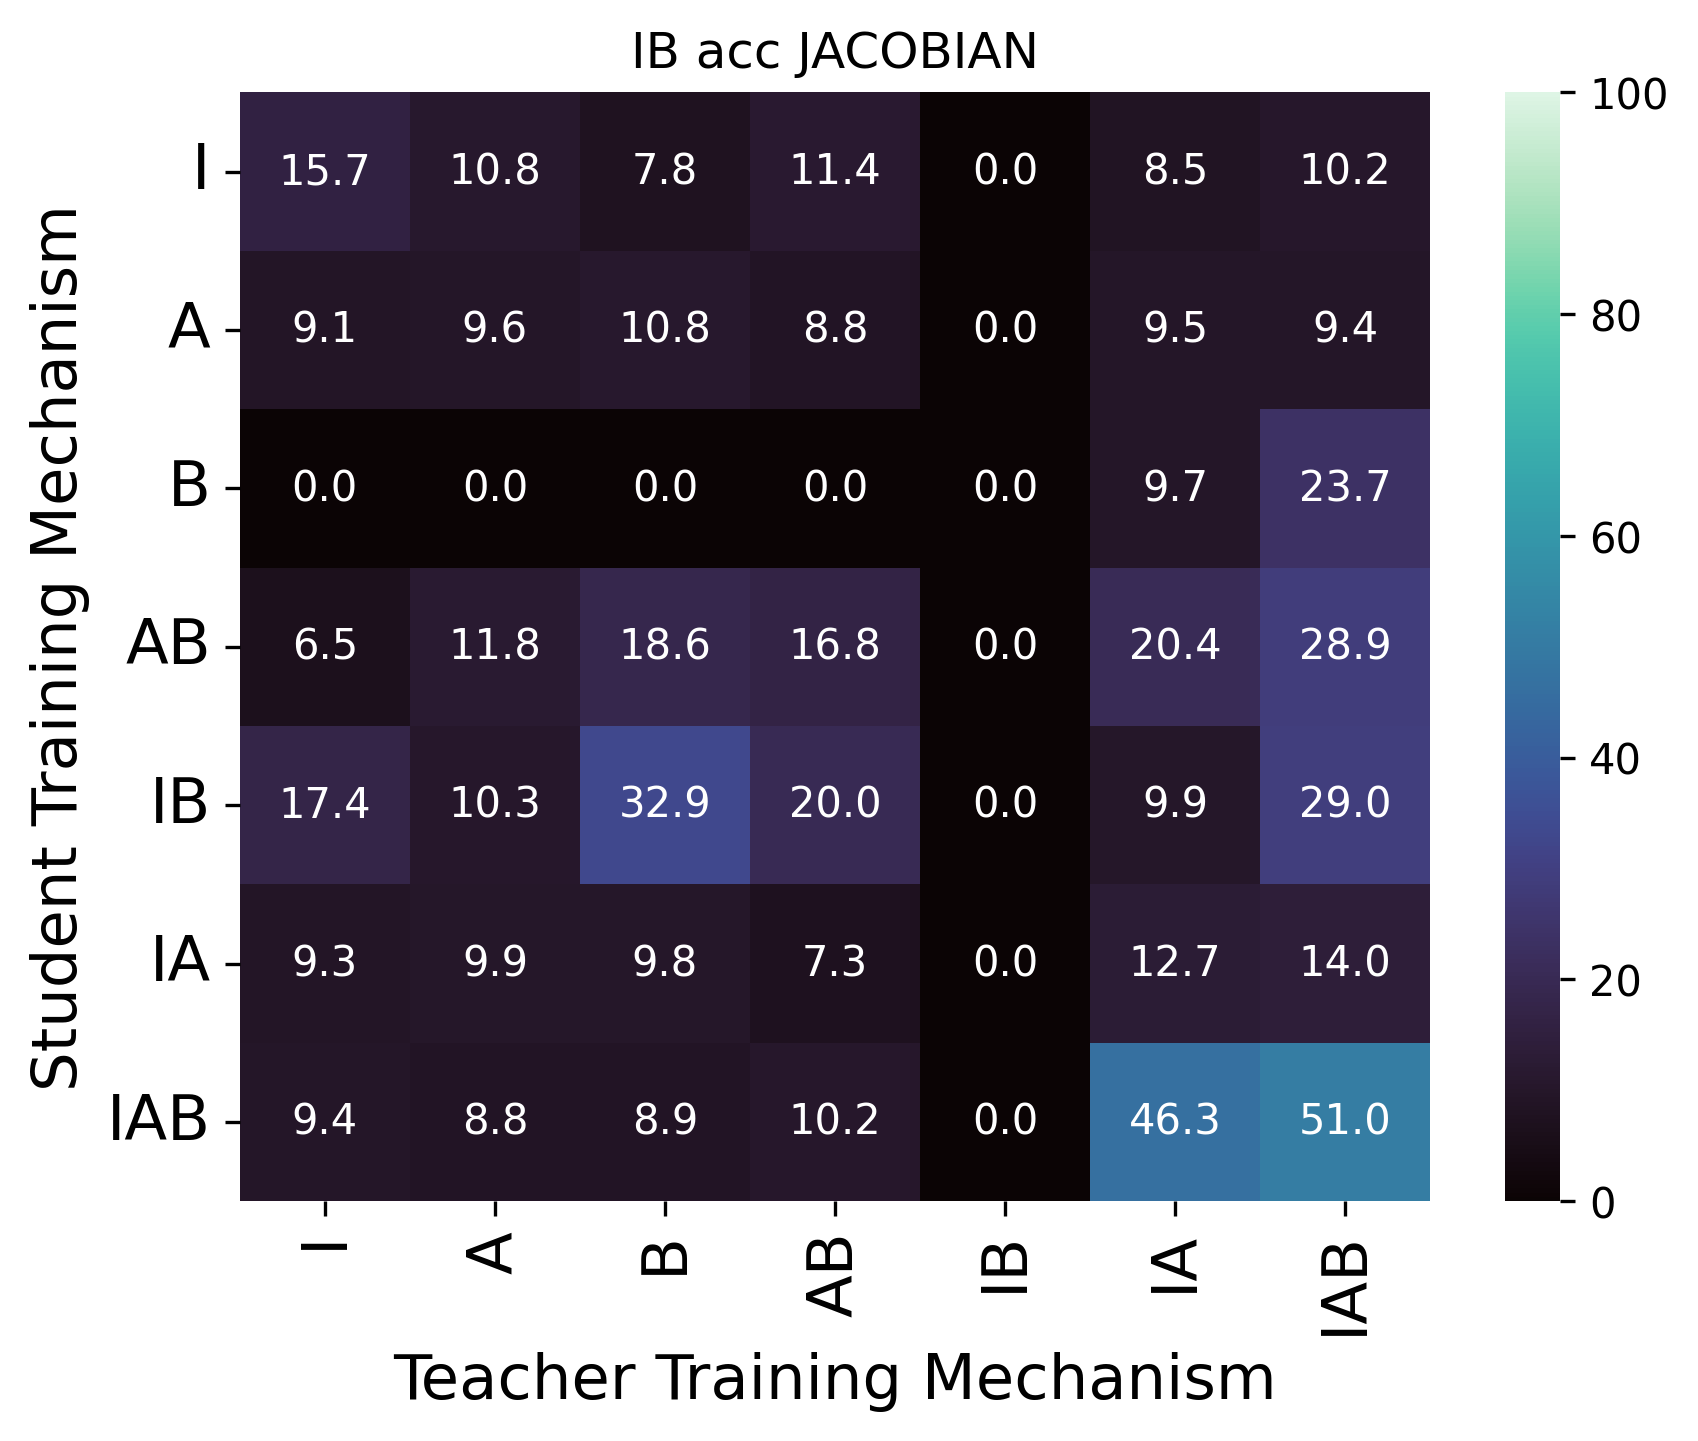 IB acc JACOBIAN
Student Training Mechanism
I 15.7 10.8 7.8 11.4 0.0 8.5 10.2
A 9.1 9.6 10.8 8.8 0.0 9.5 9.4
B 0.0 0.0 0.0 0.0 0.0 9.7 23.7
AB 6.5 11.8 18.6 16.8 0.0 20.4 28.9
IB 17.4 10.3 32.9 20.0 0.0 9.9 29.0
IA 9.3 9.9 9.8 7.3 0.0 12.7 14.0
IAB 9.4 8.8 8.9 10.2 0.0 46.3 51.0
I A B AB IB IA IAB
Teacher Training Mechanism
100
80
60
40
20
0